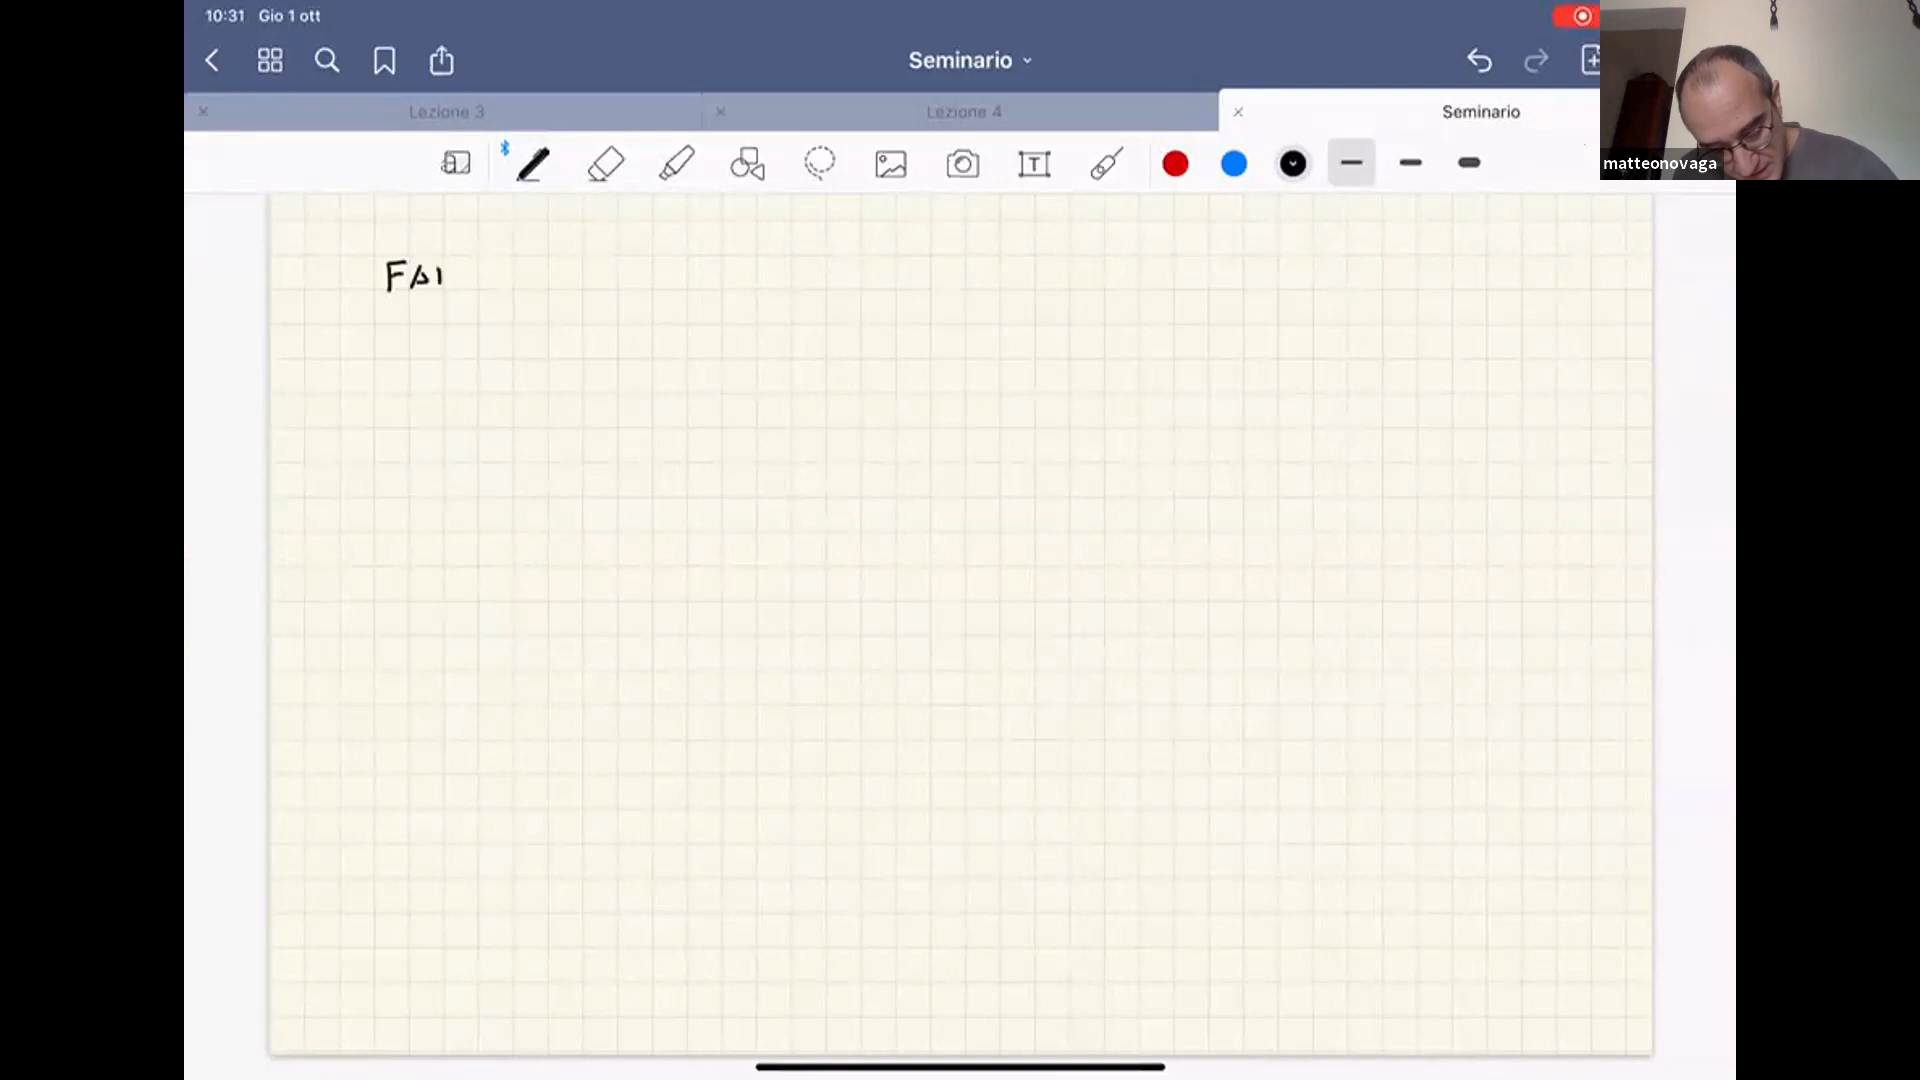 10:31 Gio 1 ott
Seminario
Lezione 3
Lezione 4
Seminario
matteonovaga